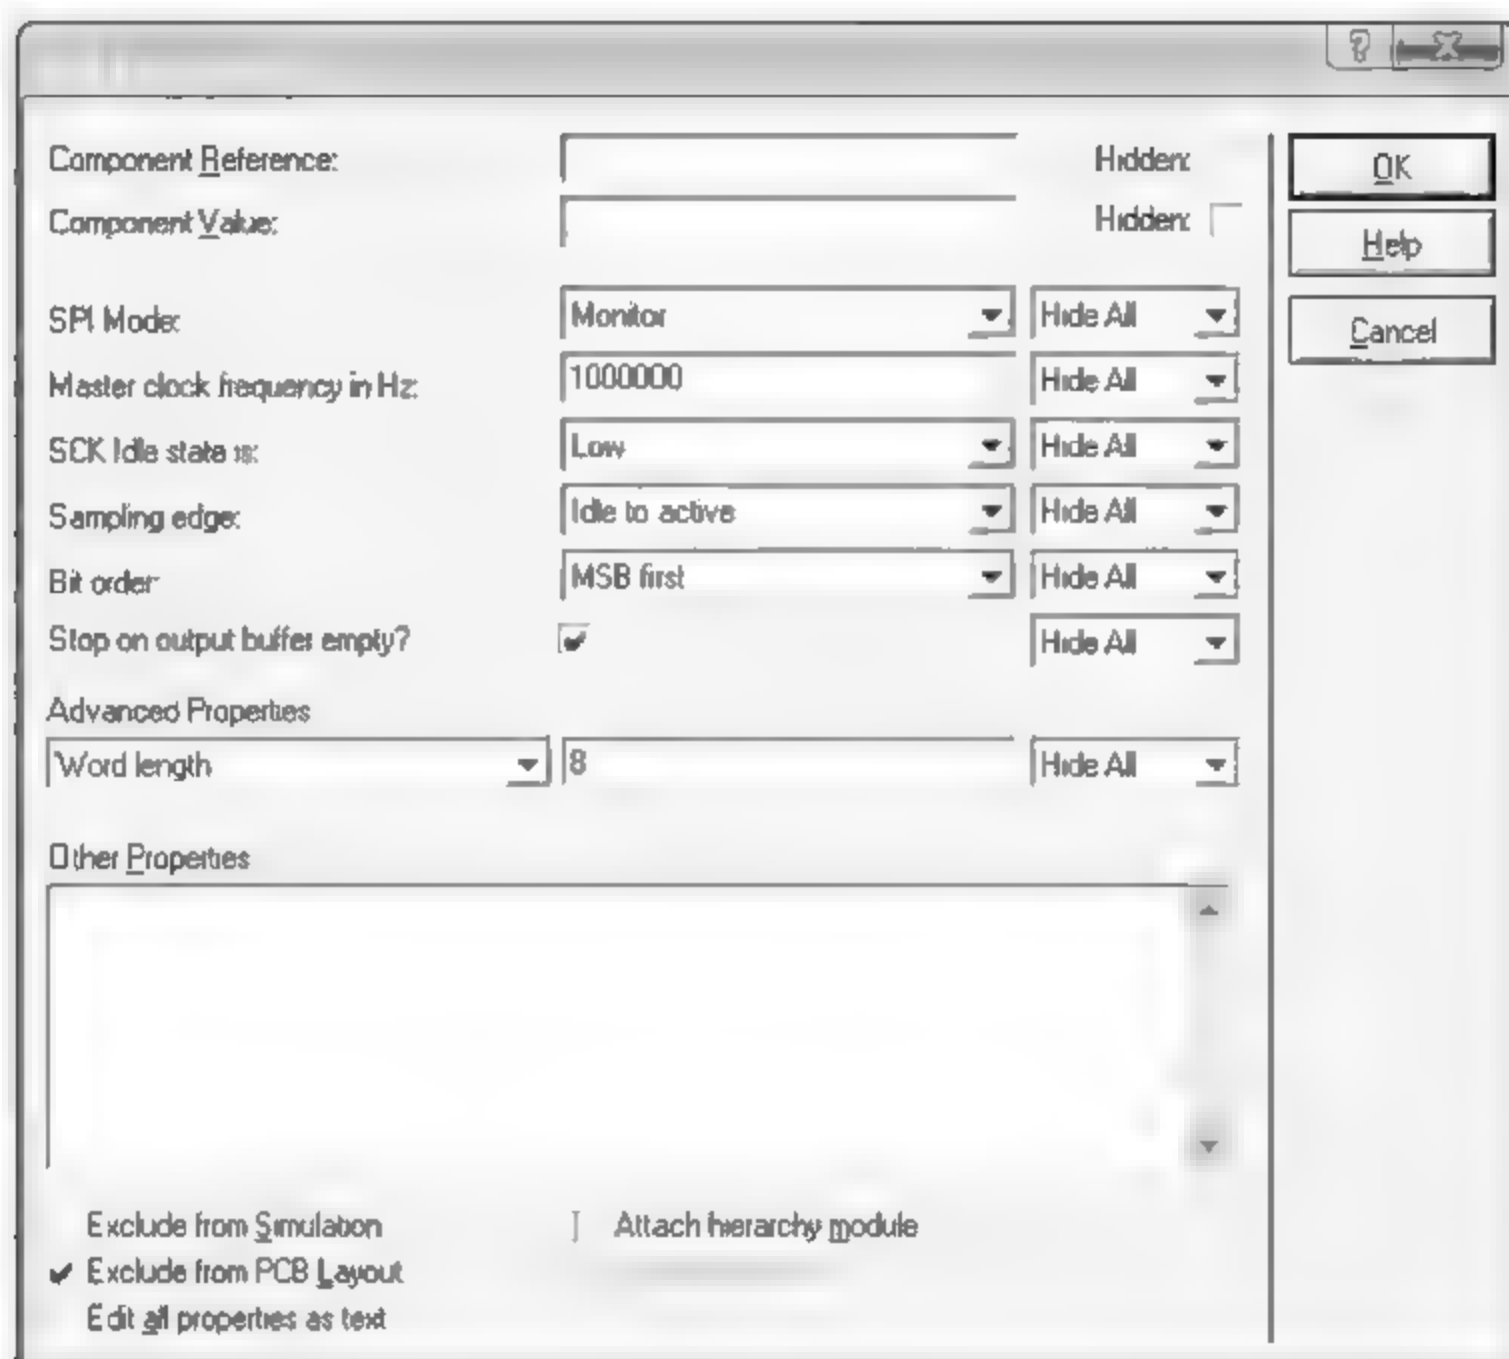 Component Reference: Hidden:
Component Value: Hidden:
OK
Help
Cancel
SPI Mode: Monitor Hide All
Master clock frequency in Hz: 1000000 Hide All
SCK Idle state is: Low Hide All
Sampling edge: Idle to active Hide All
Bit order: MSB first Hide All
Stop on output buffer empty? Hide All
Advanced Properties
Word length 8 Hide All
Other Properties
Exclude from Simulation Attach hierarchy module
Exclude from PCB Layout
Edit all properties as text